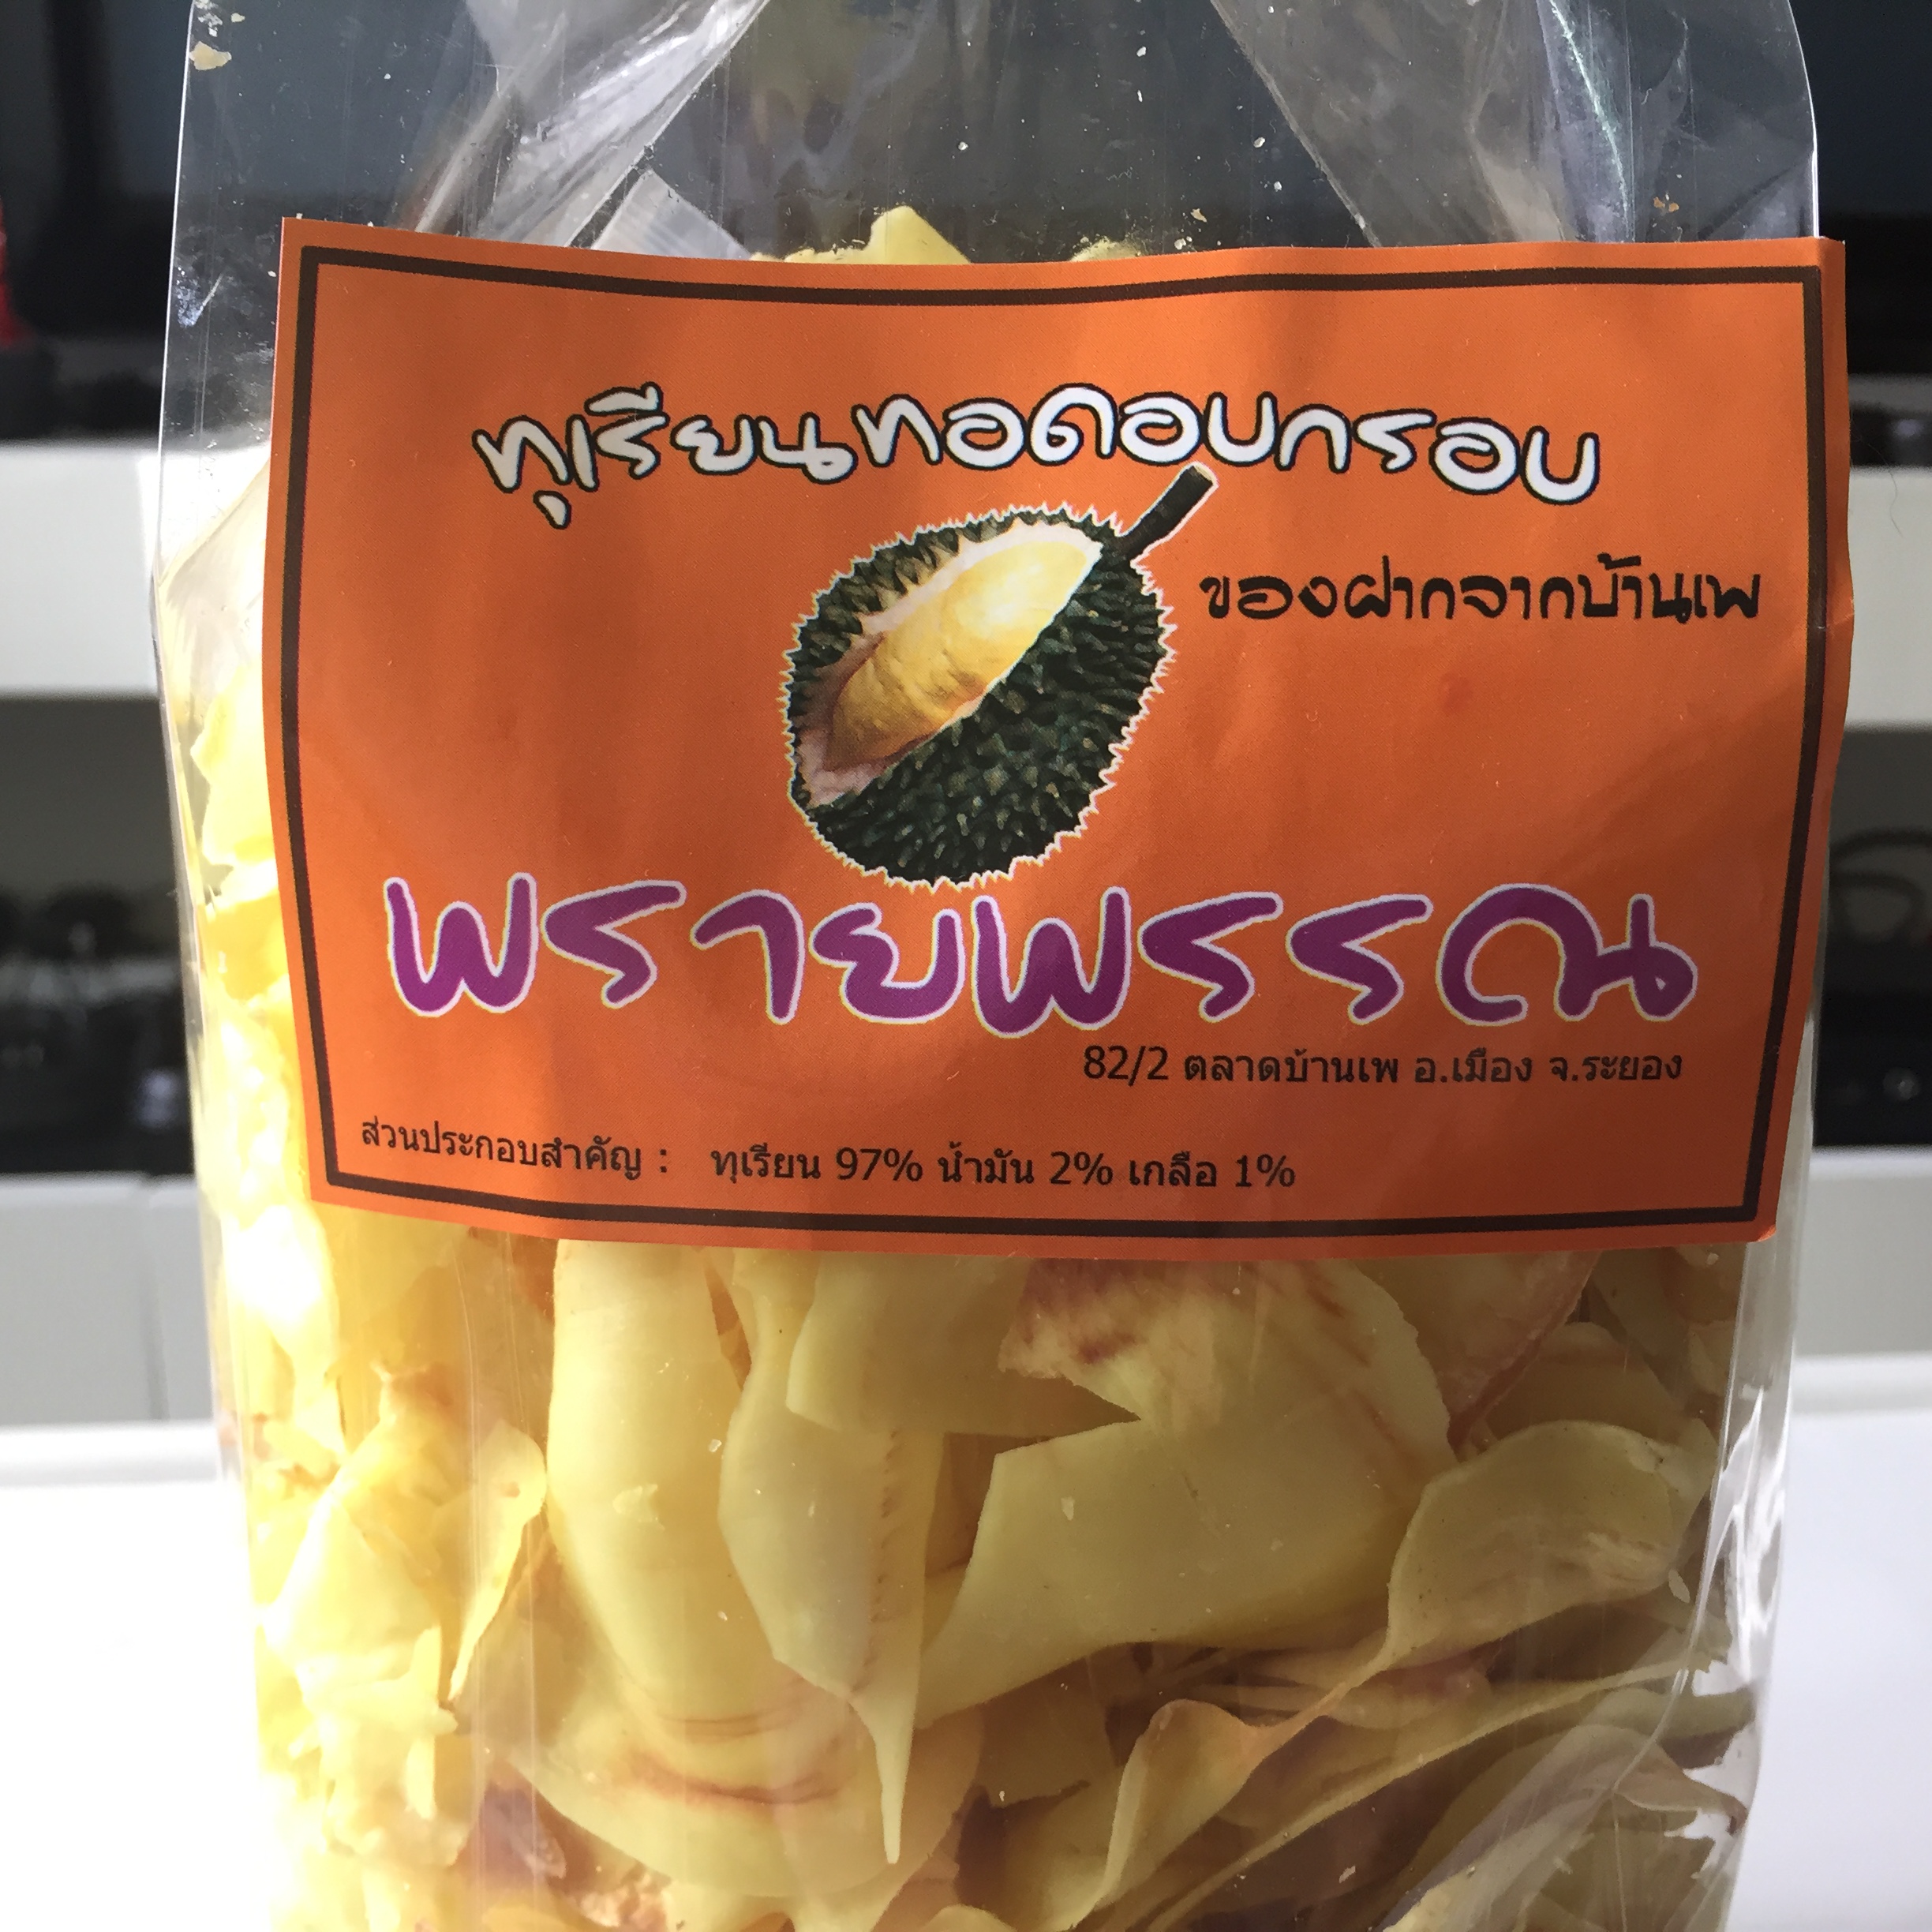 ทุเรียนทอดอบกรอบ
ของฝากจากบ้านเพ
พรายพรรณ
82/2 ตลาดบ้านเพ อ.เมือง จ.ระยอง
ส่วนประกอบสำคัญ : ทุเรียน 97% น้ำมัน 2% เกลือ 1%